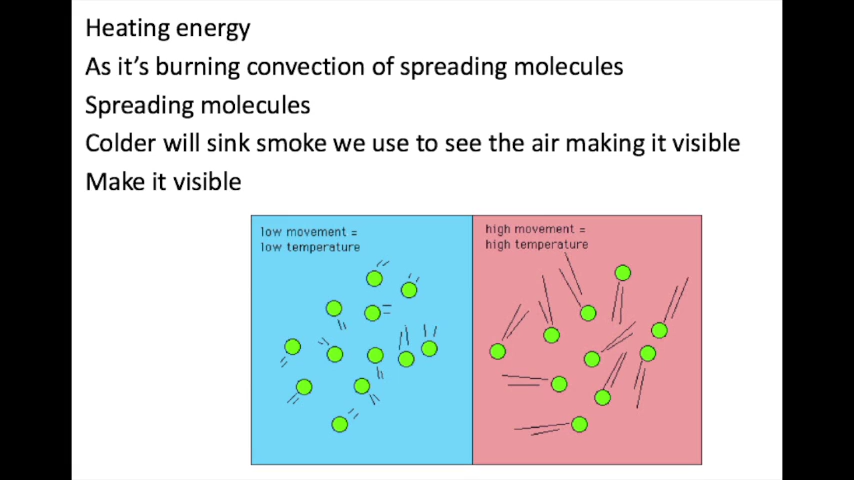 Heating energy
As it’s burning convection of spreading molecules
Spreading molecules
Colder will sink smoke we use to see the air making it visible
Make it visible
low movement =
low temperature
high movement =
high temperature